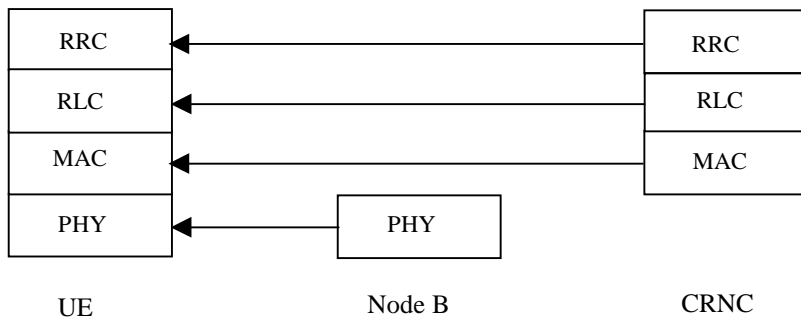 RRC RRC
RLC RLC
MAC MAC
PHY PHY
UE Node B CRNC